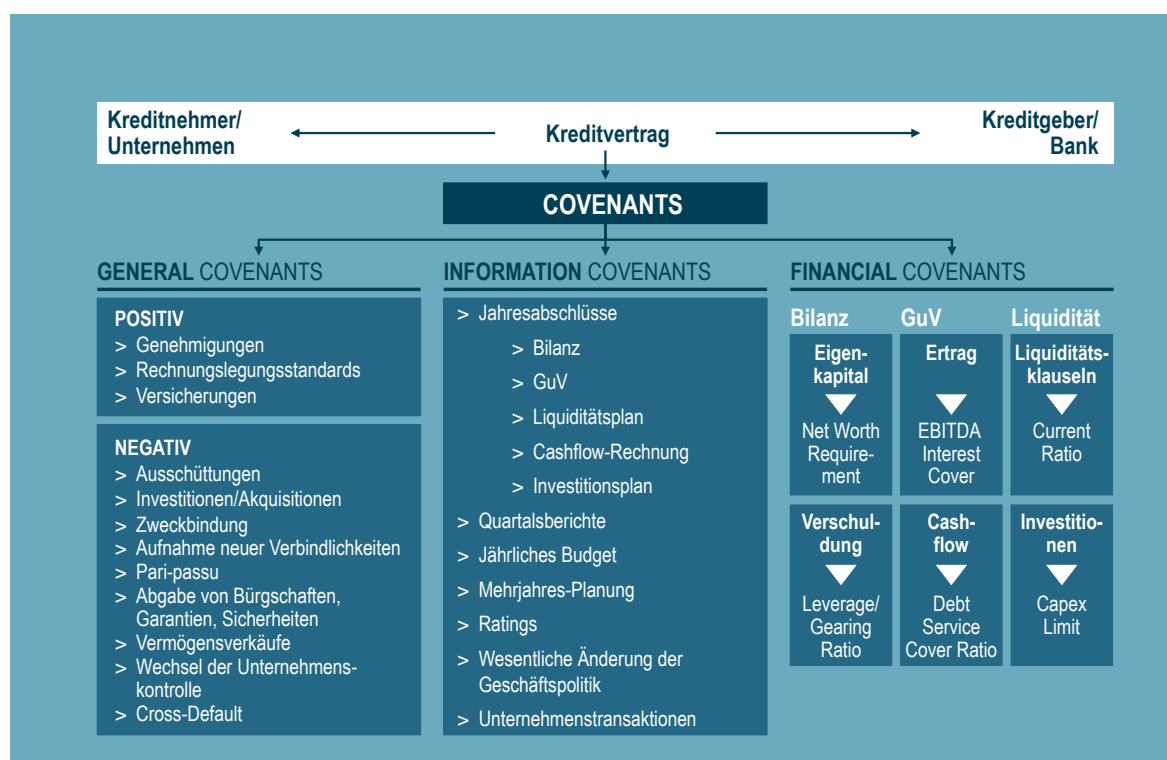 Kreditnehmer/
Unternehmen
Kreditvertrag
Kreditgeber/
Bank
COVENANTS
GENERAL COVENANTS
POSITIV
> Genehmigungen
> Rechnungslegungsstandards
> Versicherungen
NEGATIV
> Ausschüttungen
> Investitionen/Akquisitionen
> Zweckbindung
> Aufnahme neuer Verbindlichkeiten
> Pari-passu
> Abgabe von Bürgschaften,
Garantien, Sicherheiten
> Vermögensverkäufe
> Wechsel der Unternehmens-
kontrolle
> Cross-Default
INFORMATION COVENANTS
> Jahresabschlüsse
> Bilanz
> GuV
> Liquiditätsplan
> Cashflow-Rechnung
> Investitionsplan
> Quartalsberichte
> Jährliches Budget
> Mehrjahres-Planung
> Ratings
> Wesentliche Änderung der
Geschäftspolitik
> Unternehmenstransaktionen
FINANCIAL COVENANTS
Bilanz
Eigen-
kapital
Net Worth
Require-
ment
Verschul-
dung
Leverage/
Gearing
Ratio
GuV
Ertrag
EBITDA
Interest
Cover
Cash-
flow
Debt
Service
Cover Ratio
Liquidität
Liquiditäts-
klauseln
Current
Ratio
Investitio-
nen
Capex
Limit